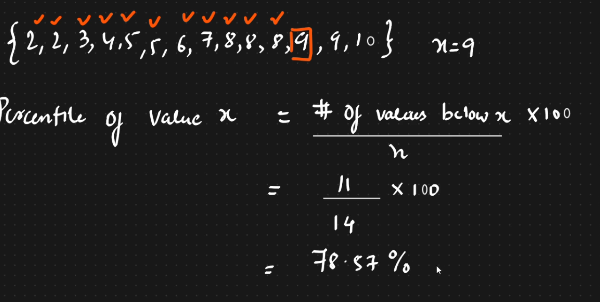 {2, 2, 3, 4, 5, 5, 6, 7, 8, 8, 8, 9, 9, 10} x=9
Percentile of value x = # of values below x × 100
n
= 11 × 100
14
= 78.57 %